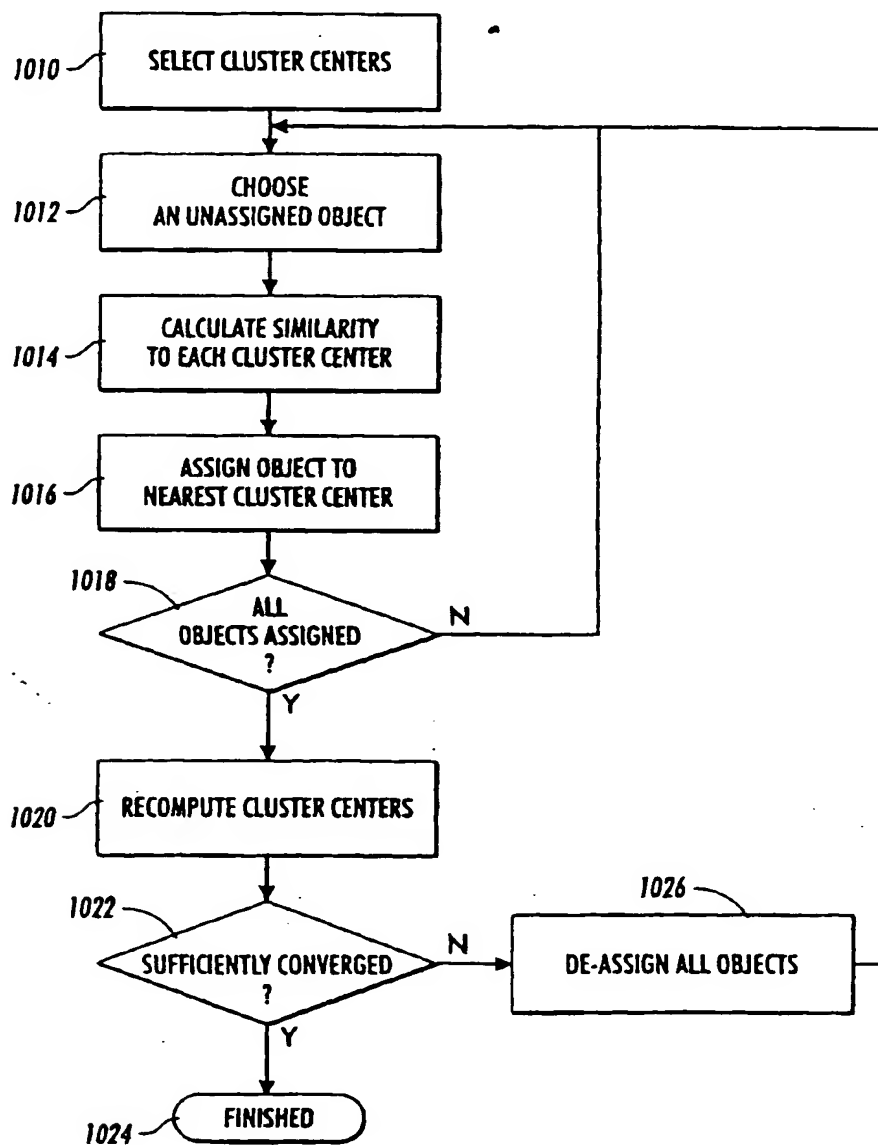 1010
SELECT CLUSTER CENTERS
1012
CHOOSE
AN UNASSIGNED OBJECT
1014
CALCULATE SIMILARITY
TO EACH CLUSTER CENTER
1016
ASSIGN OBJECT TO
NEAREST CLUSTER CENTER
1018
ALL
OBJECTS ASSIGNED
?
N
Y
1020
RECOMPUTE CLUSTER CENTERS
1022
SUFFICIENTLY CONVERGED
?
N
Y
1026
DE-ASSIGN ALL OBJECTS
1024
FINISHED